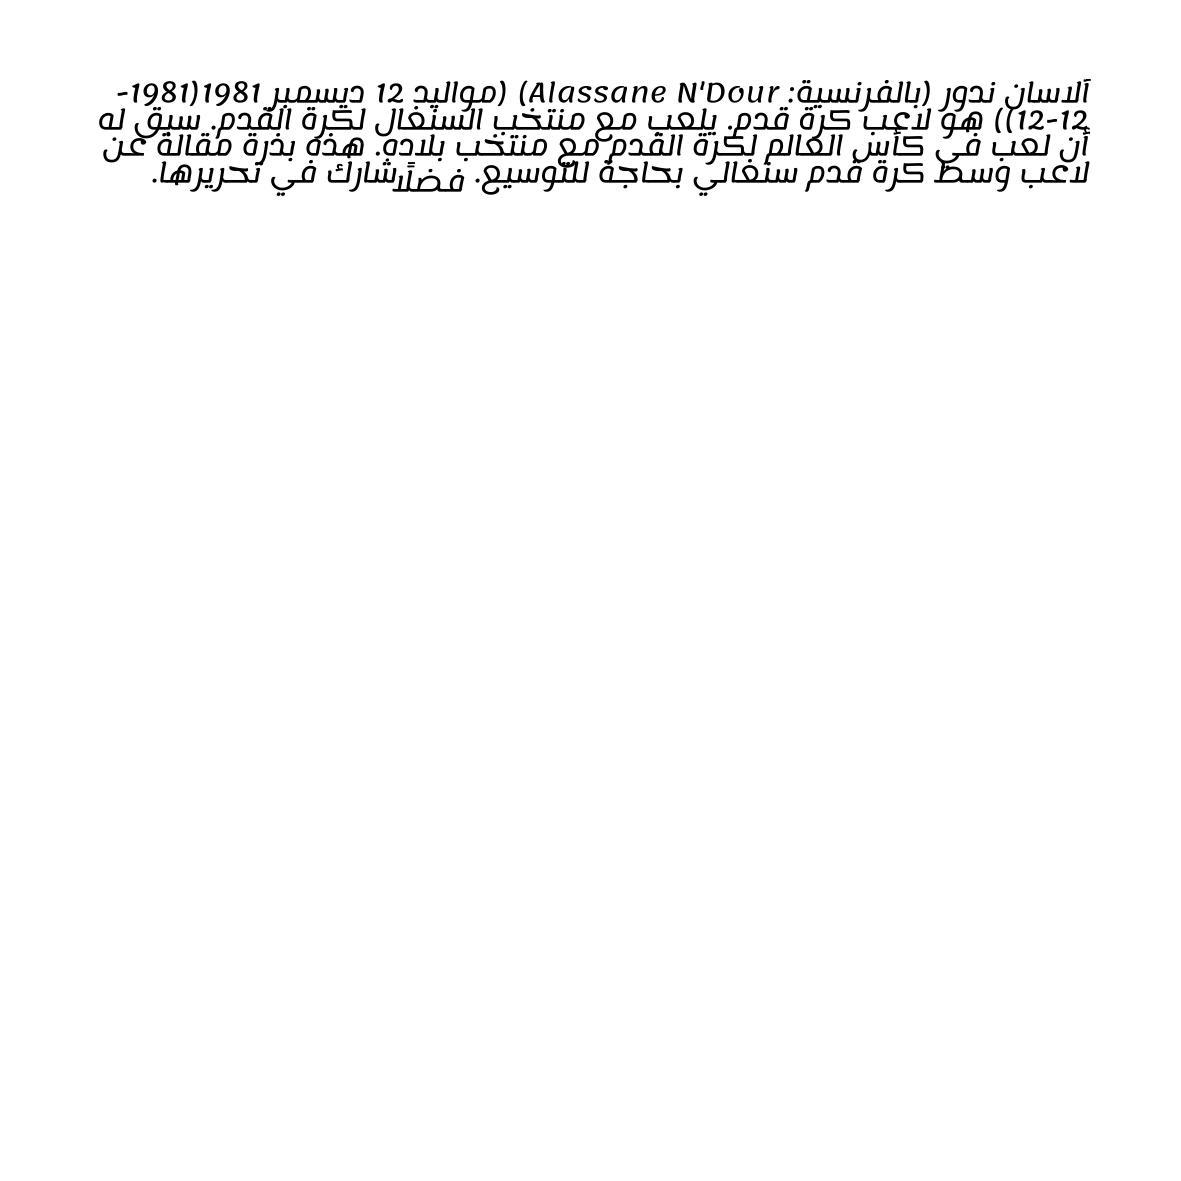 ألاسان ندور (بالفرنسية: Alassane N'Dour) (مواليد 12 ديسمبر 1981(1981-
12-12)) هو لاعب كرة قدم. يلعب مع منتخب السنغال لكرة القدم. سبق له
أن لعب في كأس العالم لكرة القدم مع منتخب بلاده. هذه بذرة مقالة عن
لاعب وسط كرة قدم سنغالي بحاجة للتوسيع. فضلًا شارك في تحريرها.